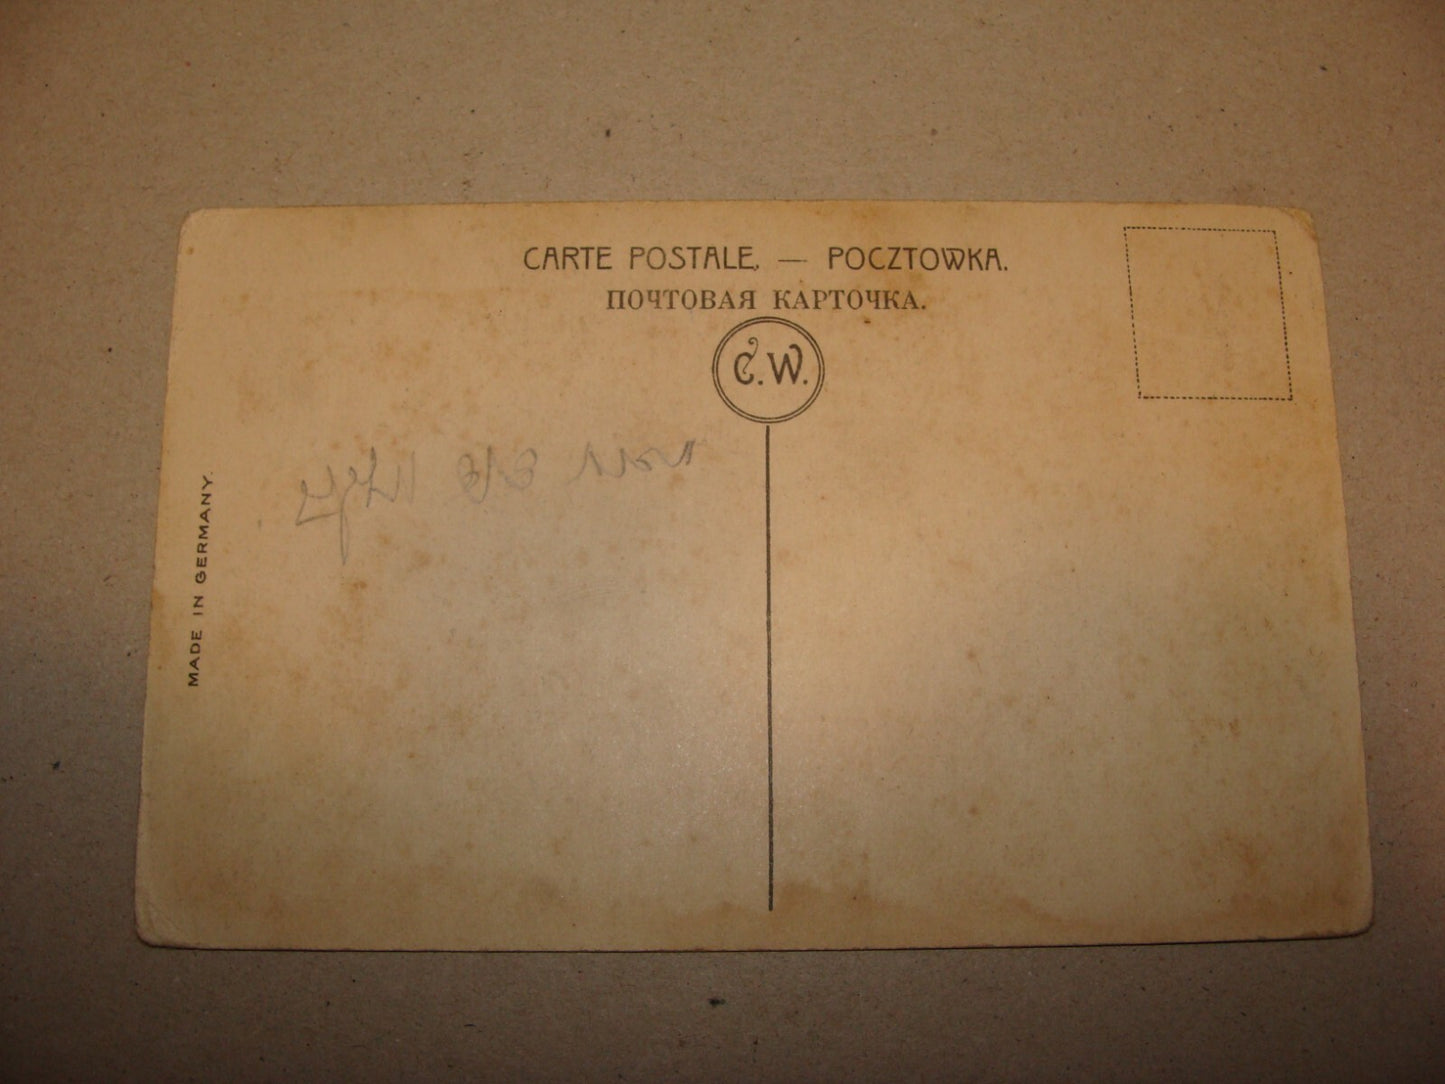 CARTE POSTALE, — POCZTOWKA.
ПОЧТОВАЯ КАРТОЧКА.
Č.W.
MADE IN GERMANY.